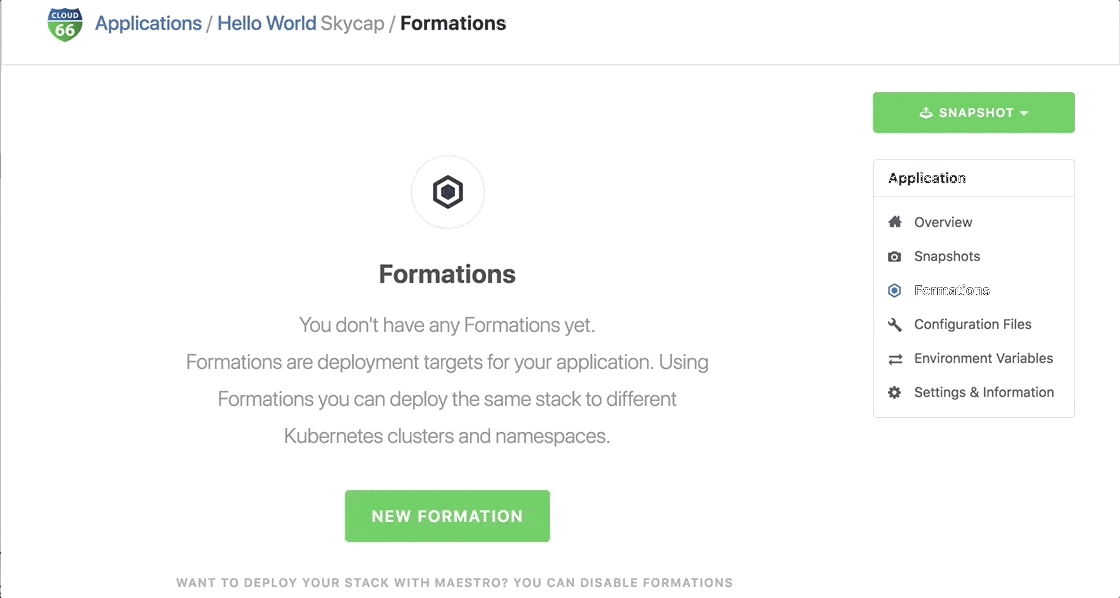 CLOUD
66
Applications / Hello World Skycap / Formations
SNAPSHOT
Application
Overview
Snapshots
Formations
Configuration Files
Environment Variables
Settings & Information
Formations
You don't have any Formations yet.
Formations are deployment targets for your application. Using
Formations you can deploy the same stack to different
Kubernetes clusters and namespaces.
NEW FORMATION
WANT TO DEPLOY YOUR STACK WITH MAESTRO? YOU CAN DISABLE FORMATIONS